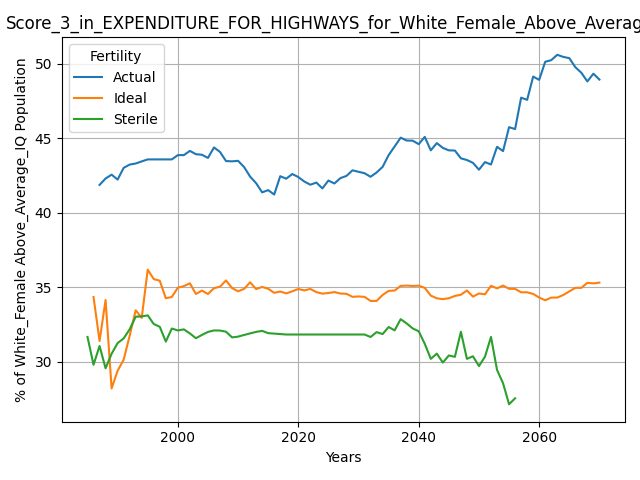 Score_3_in_EXPENDITURE_FOR_HIGHWAYS_for_White_Female_Above_Averag
Fertility
Actual
Ideal
Sterile
% of White_Female Above_Average_IQ Population
50
45
40
35
30
2000
2020
2040
2060
Years